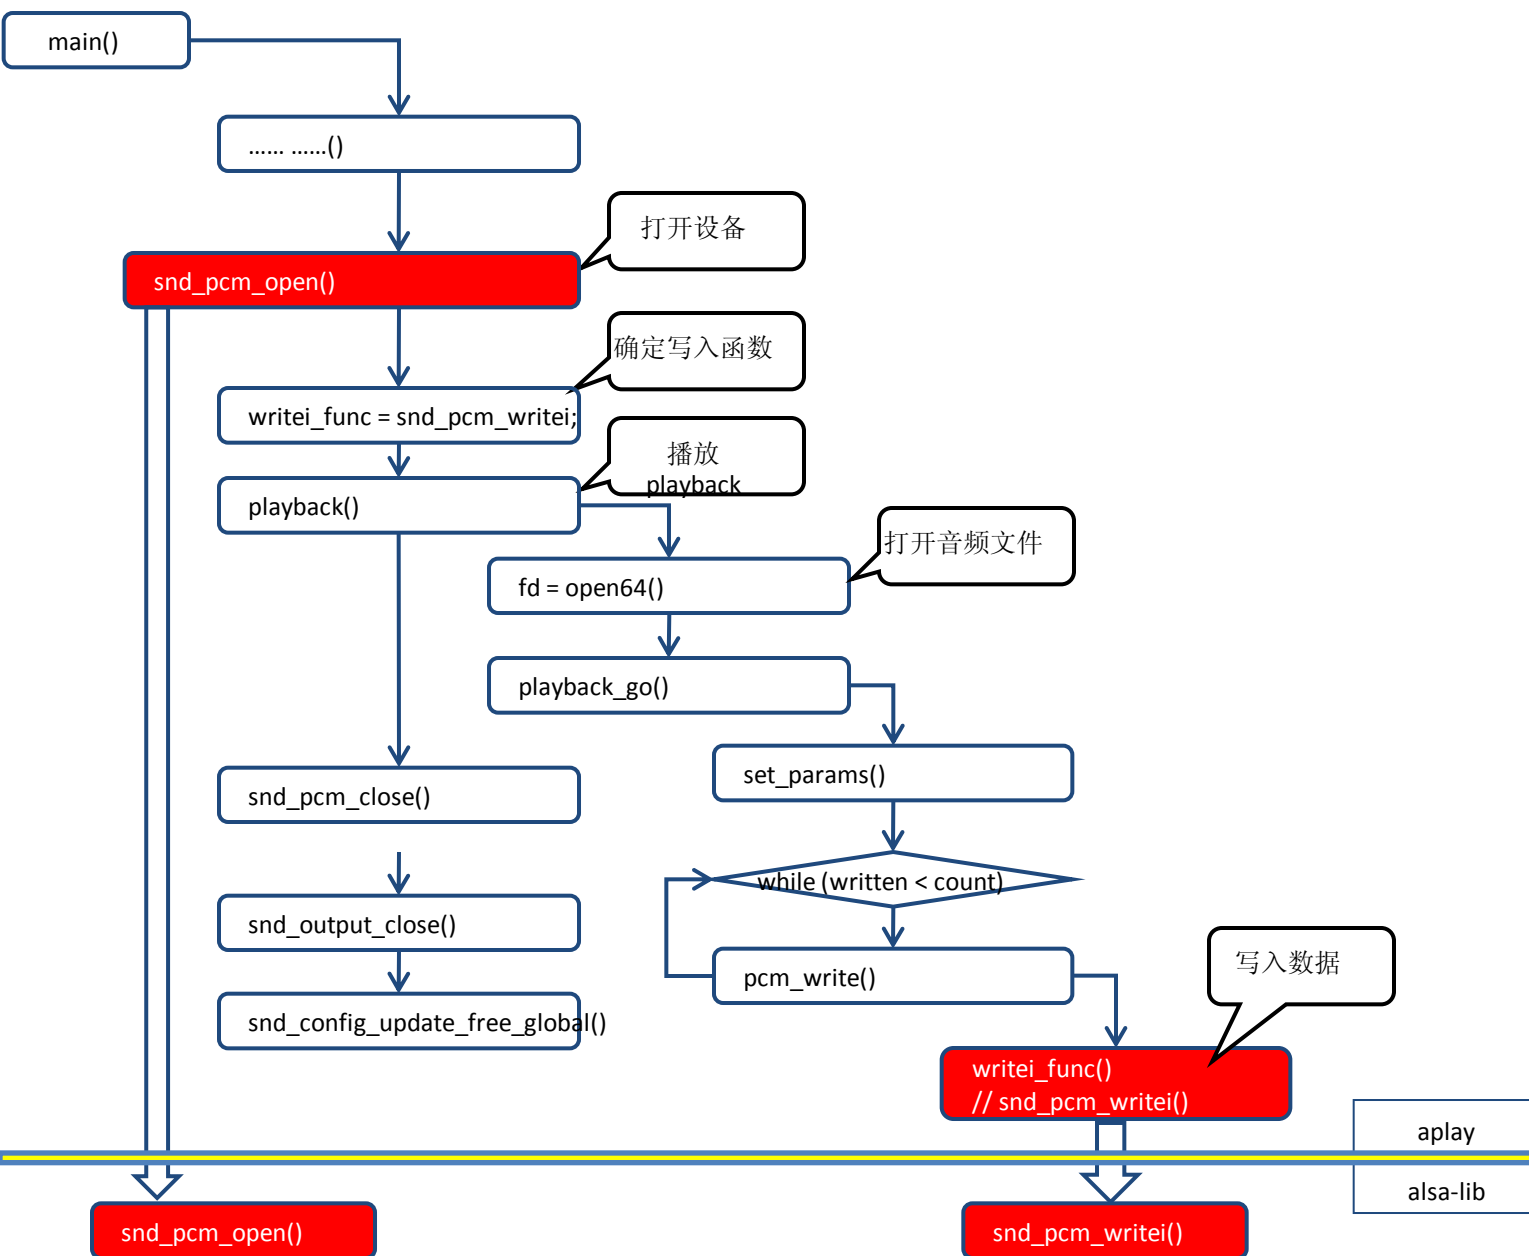 main()
...... ......()
打开设备
snd_pcm_open()
确定写入函数
writei_func = snd_pcm_writei;
播放
playback
playback()
打开音频文件
fd = open64()
playback_go()
set_params()
snd_pcm_close()
while (written < count)
snd_output_close()
pcm_write()
写入数据
snd_config_update_free_global()
writei_func()
// snd_pcm_writei()
aplay
alsa-lib
snd_pcm_open()
snd_pcm_writei()